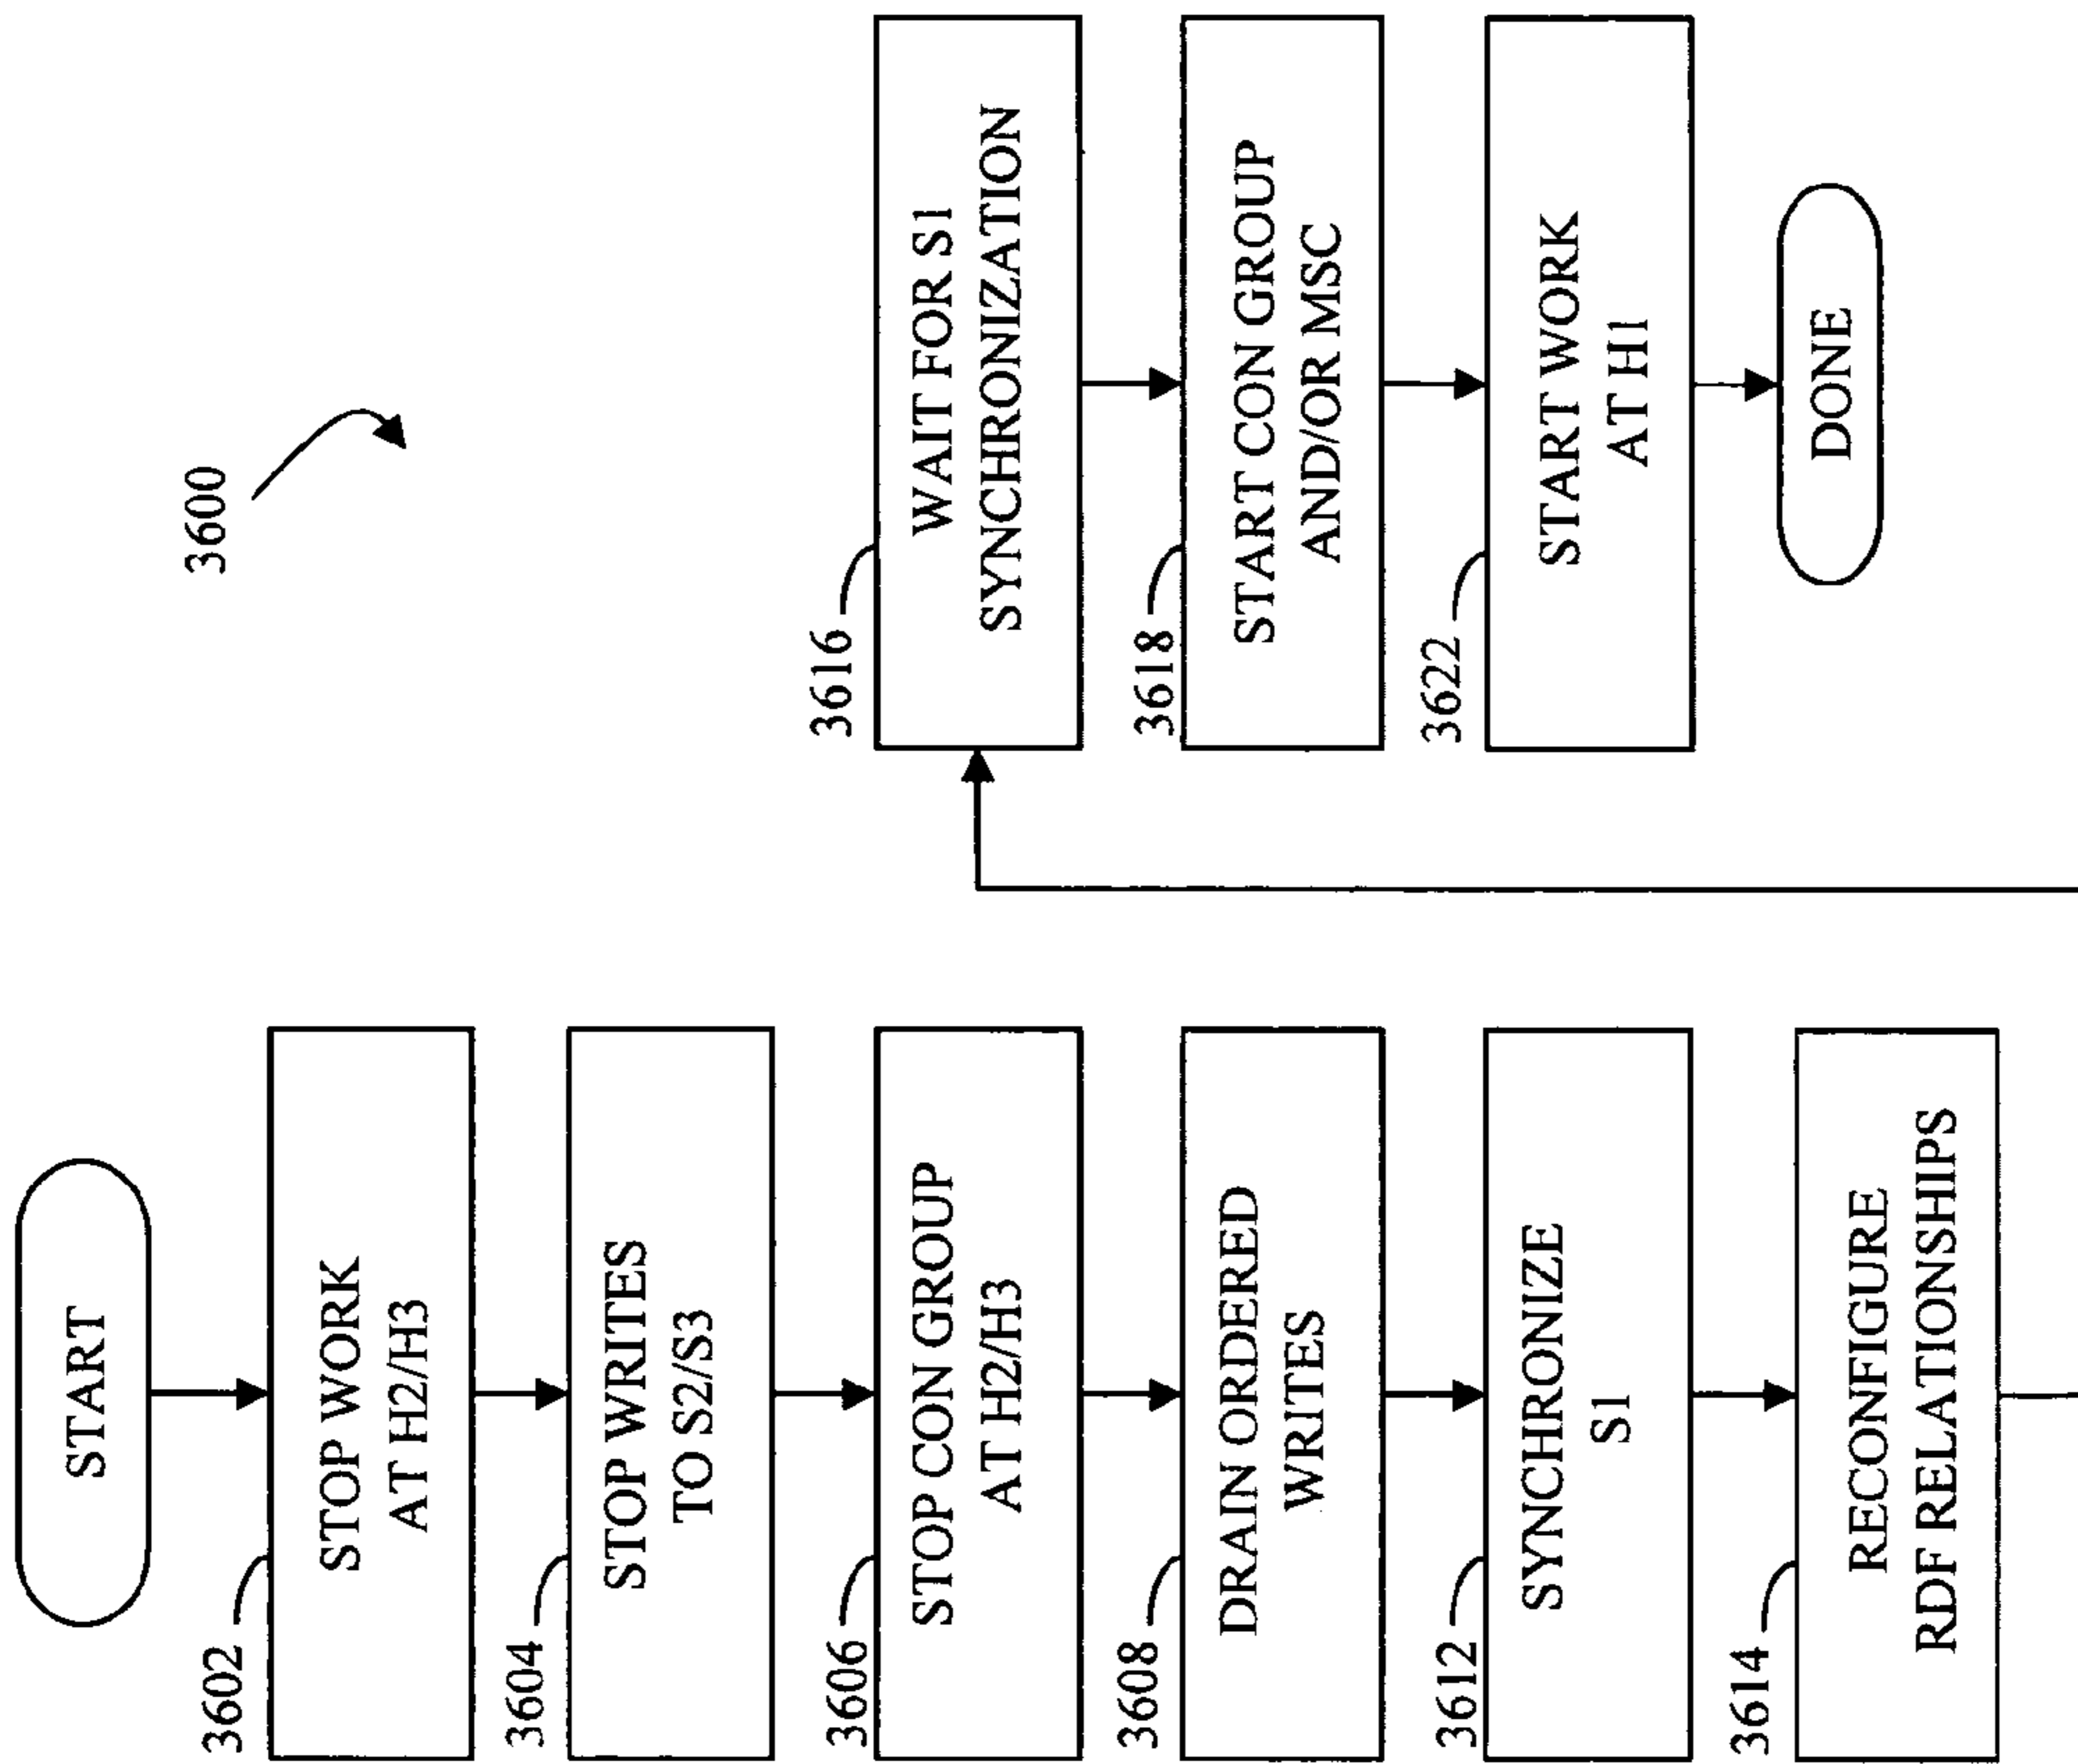 3600
START
3602
STOP WORK
AT H2/H3
3604
STOP WRITES
TO S2/S3
3606
STOP CON GROUP
AT H2/H3
3608
DRAIN ORDERED
WRITES
3612
SYNCHRONIZE
S1
3614
RECONFIGURE
RDF RELATIONSHIPS
3616
WAIT FOR S1
SYNCHRONIZATION
3618
START CON GROUP
AND/OR MSC
3622
START WORK
AT H1
DONE